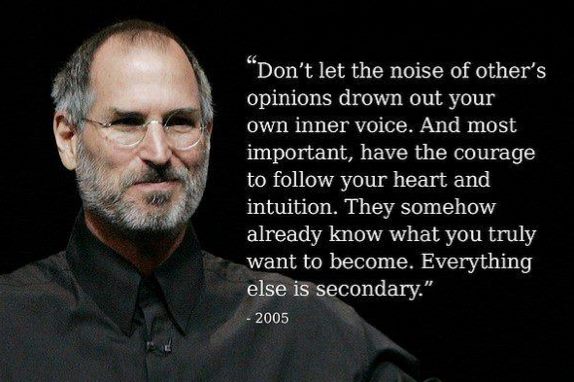 “Don’t let the noise of other’s
opinions drown out your
own inner voice. And most
important, have the courage
to follow your heart and
intuition. They somehow
already know what you truly
want to become. Everything
else is secondary.”
- 2005